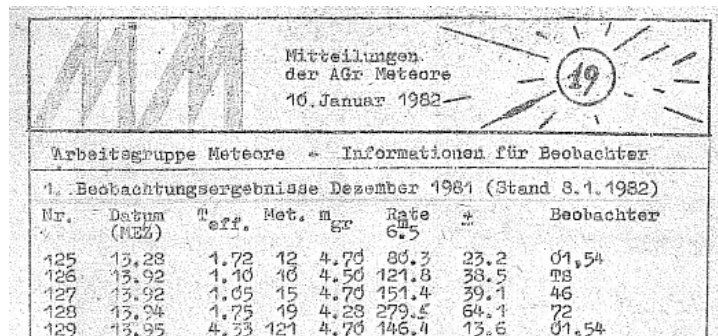 MM
Mitteilungen
der AGr Meteore
10. Januar 1982
19
Arbeitsgruppe Meteore - Informationen für Beobachter
1. Beobachtungsergebnisse Dezember 1981 (Stand 8.1.1982)
Nr. Datum Teff. Met. mgr Rate ± Beobachter
(MEZ) 6ᵐ5
125 13.28 1.72 12 4.70 80.3 23.2 01,54
126 13.92 1.10 10 4.50 121.8 38.5 TS
127 13.92 1.05 15 4.70 151.4 39.1 46
128 13.94 1.75 19 4.28 64.1 72
129 13.95 4.33 121 4.70 146.4 13.6 01.54